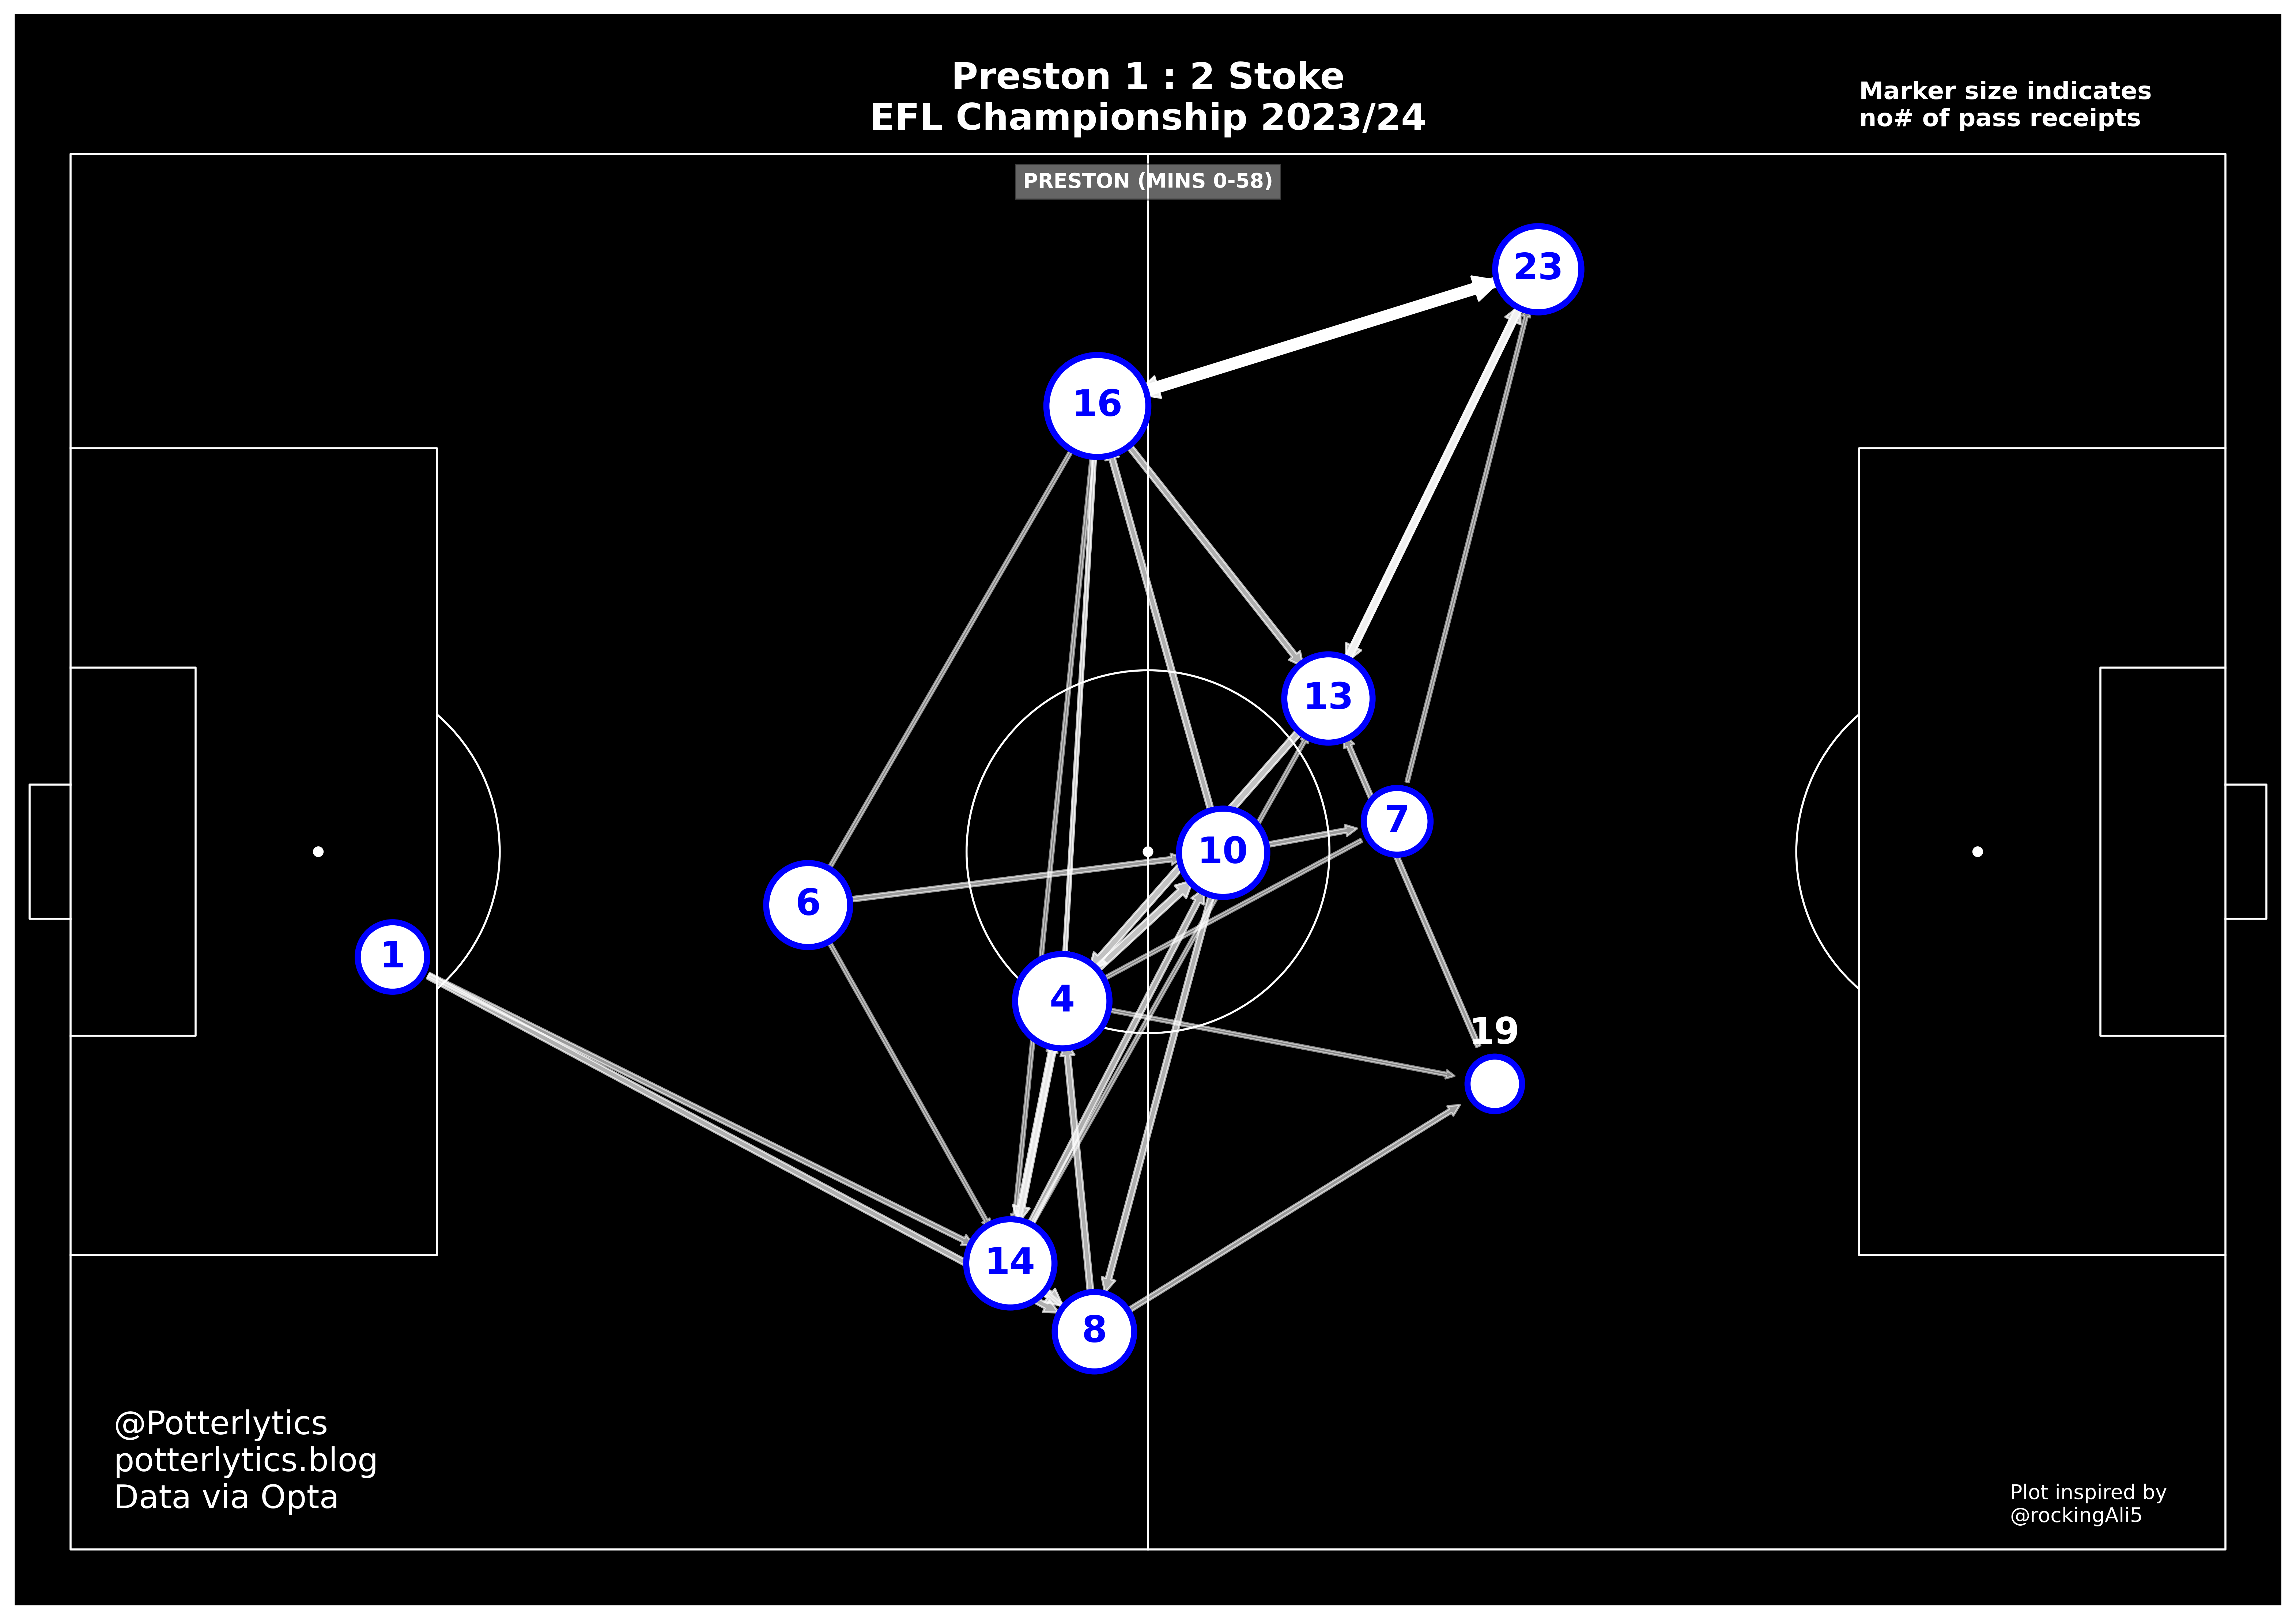 Preston 1 : 2 Stoke
EFL Championship 2023/24
Marker size indicates
no# of pass receipts
PRESTON (MINS 0-58)
23
16
13
7
10
6
1
4
19
14
8
@Potterlytics
potterlytics.blog
Data via Opta
Plot inspired by
@rockingAli5